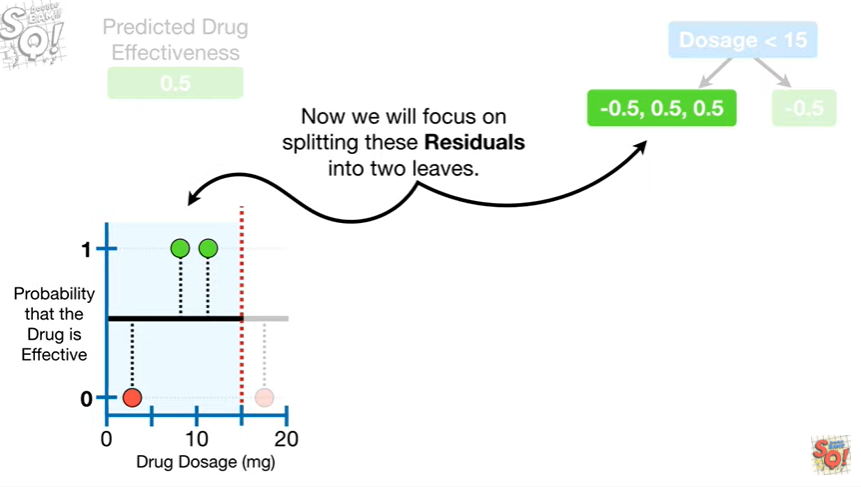 SQ!
Predicted Drug
Effectiveness
0.5
Dosage < 15
-0.5, 0.5, 0.5
-0.5
Now we will focus on
splitting these Residuals
into two leaves.
1
Probability
that the
Drug is
Effective
0
0
10
20
Drug Dosage (mg)
SQ!